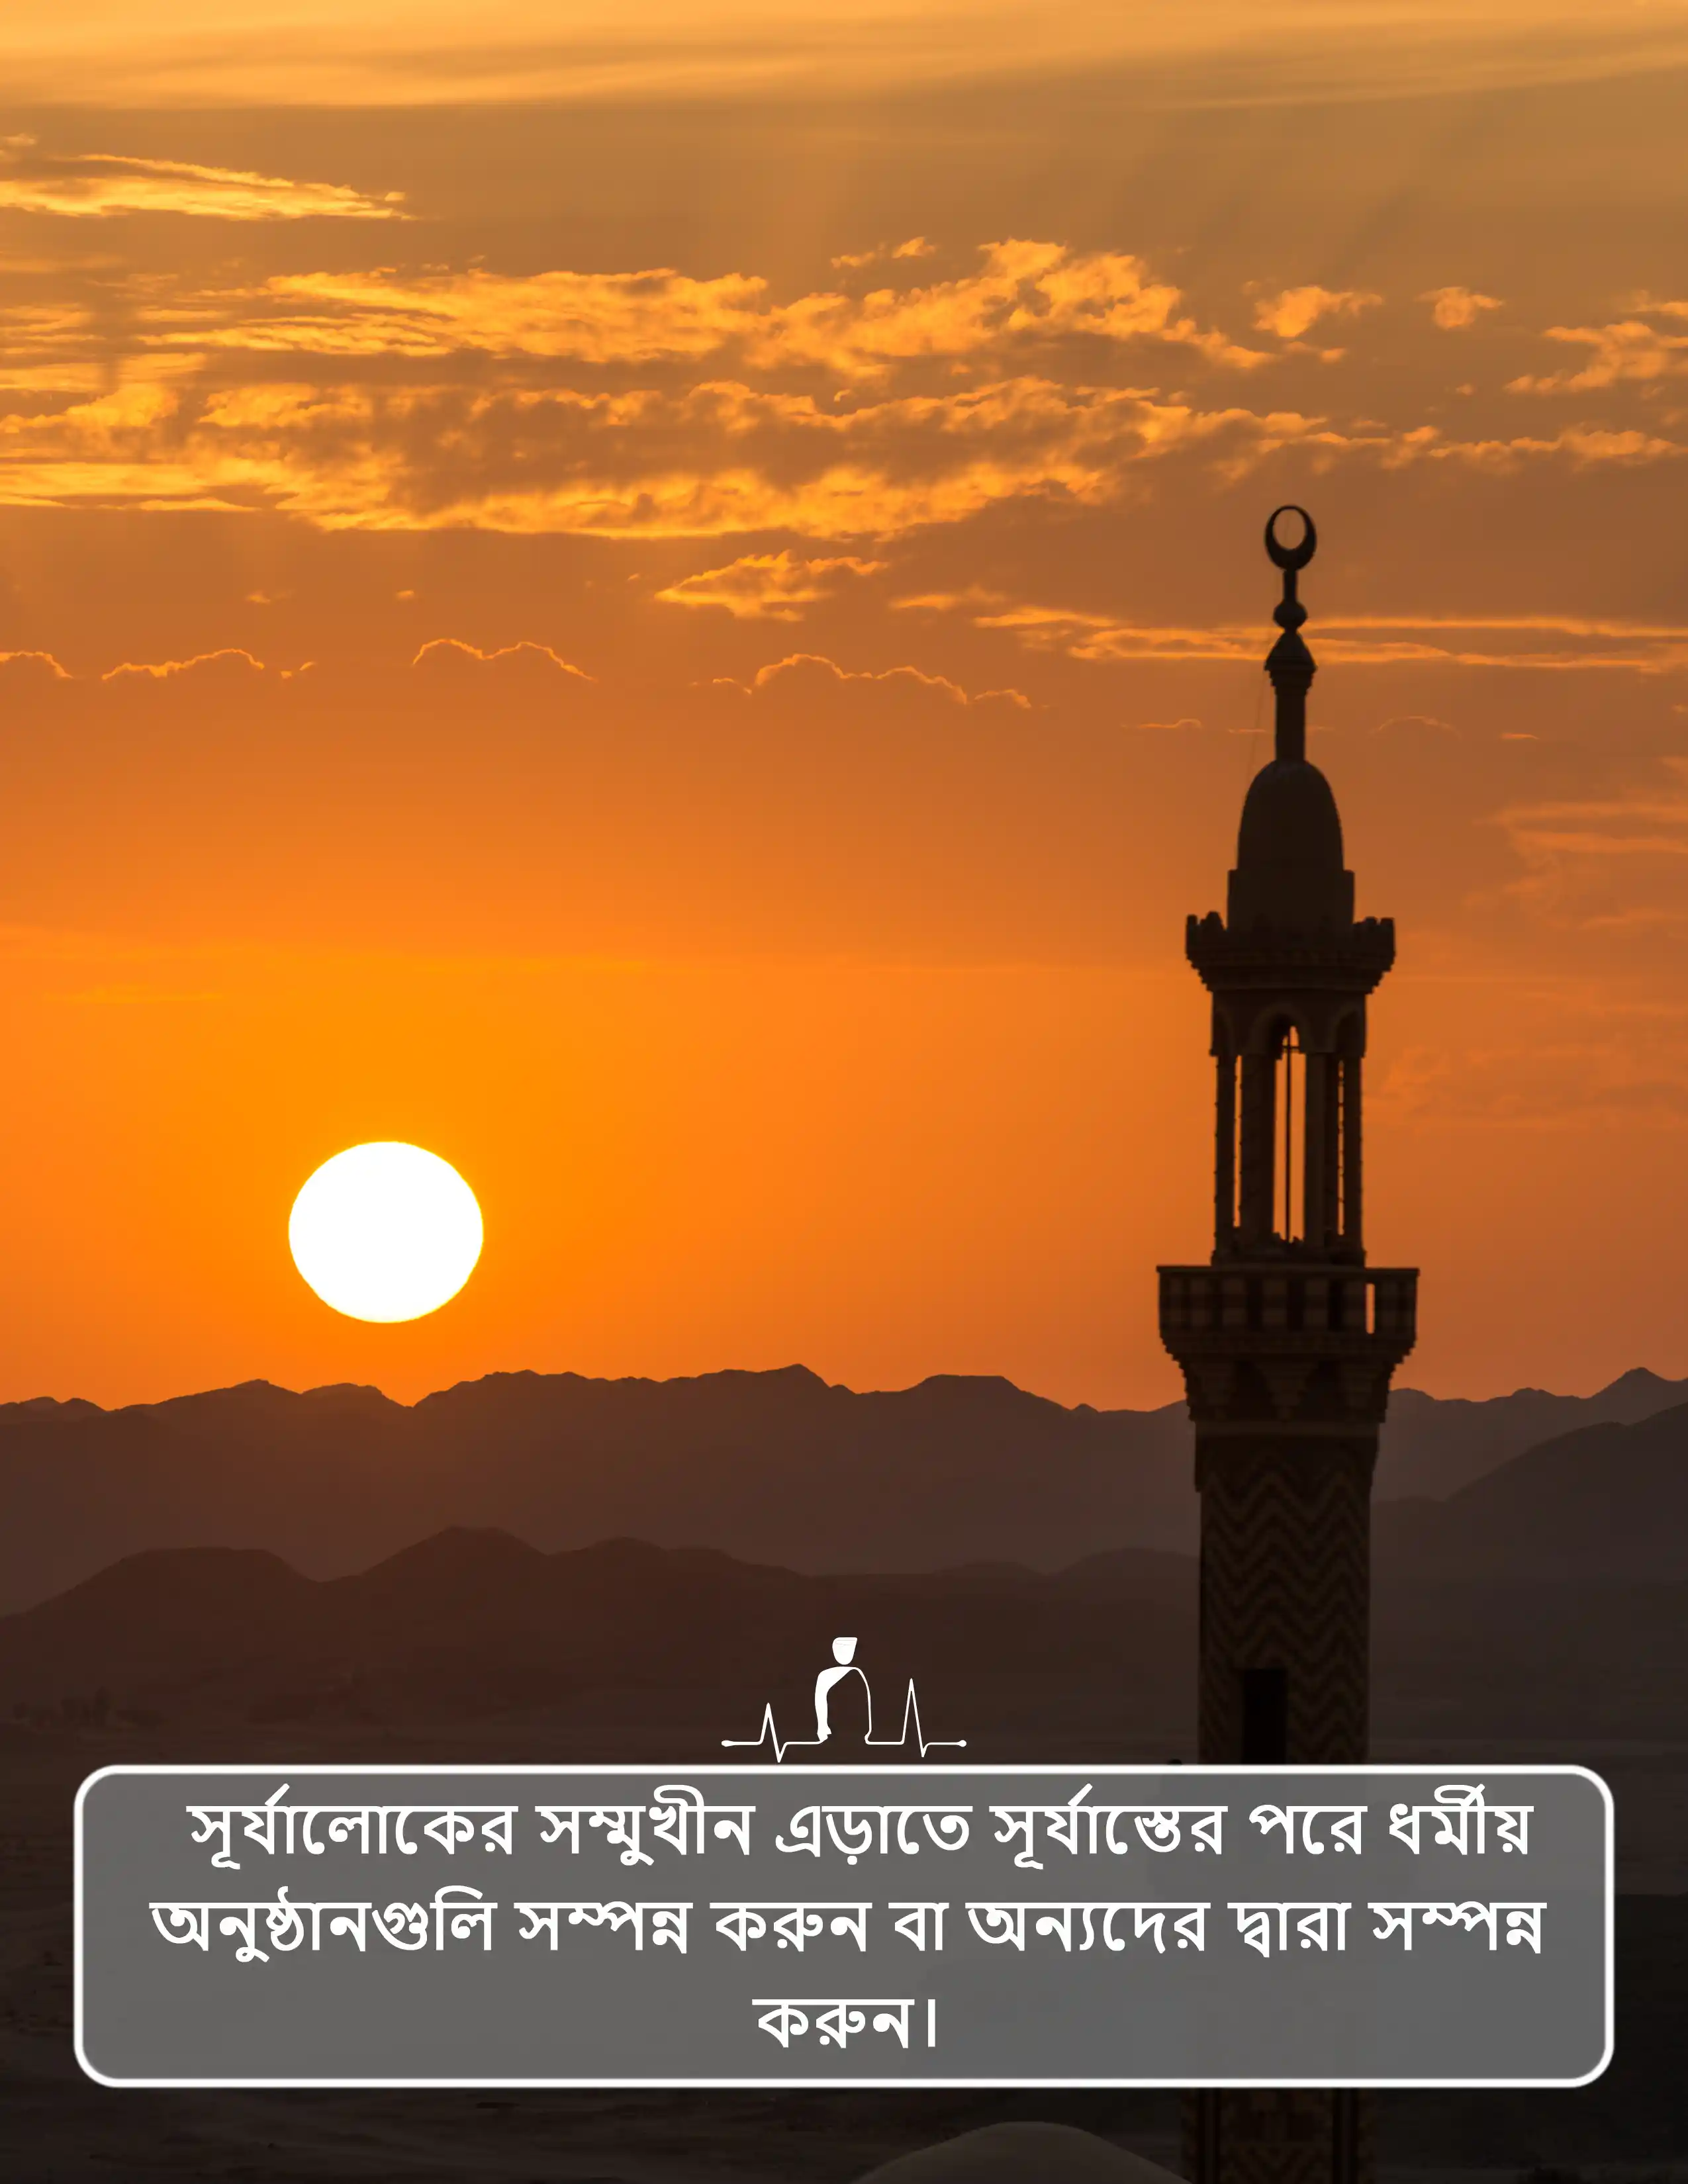 সূর্যালোকের সম্মুখীন এড়াতে সূর্যাস্তের পরে ধর্মীয়
অনুষ্ঠানগুলি সম্পন্ন করুন বা অন্যদের দ্বারা সম্পন্ন
করুন।